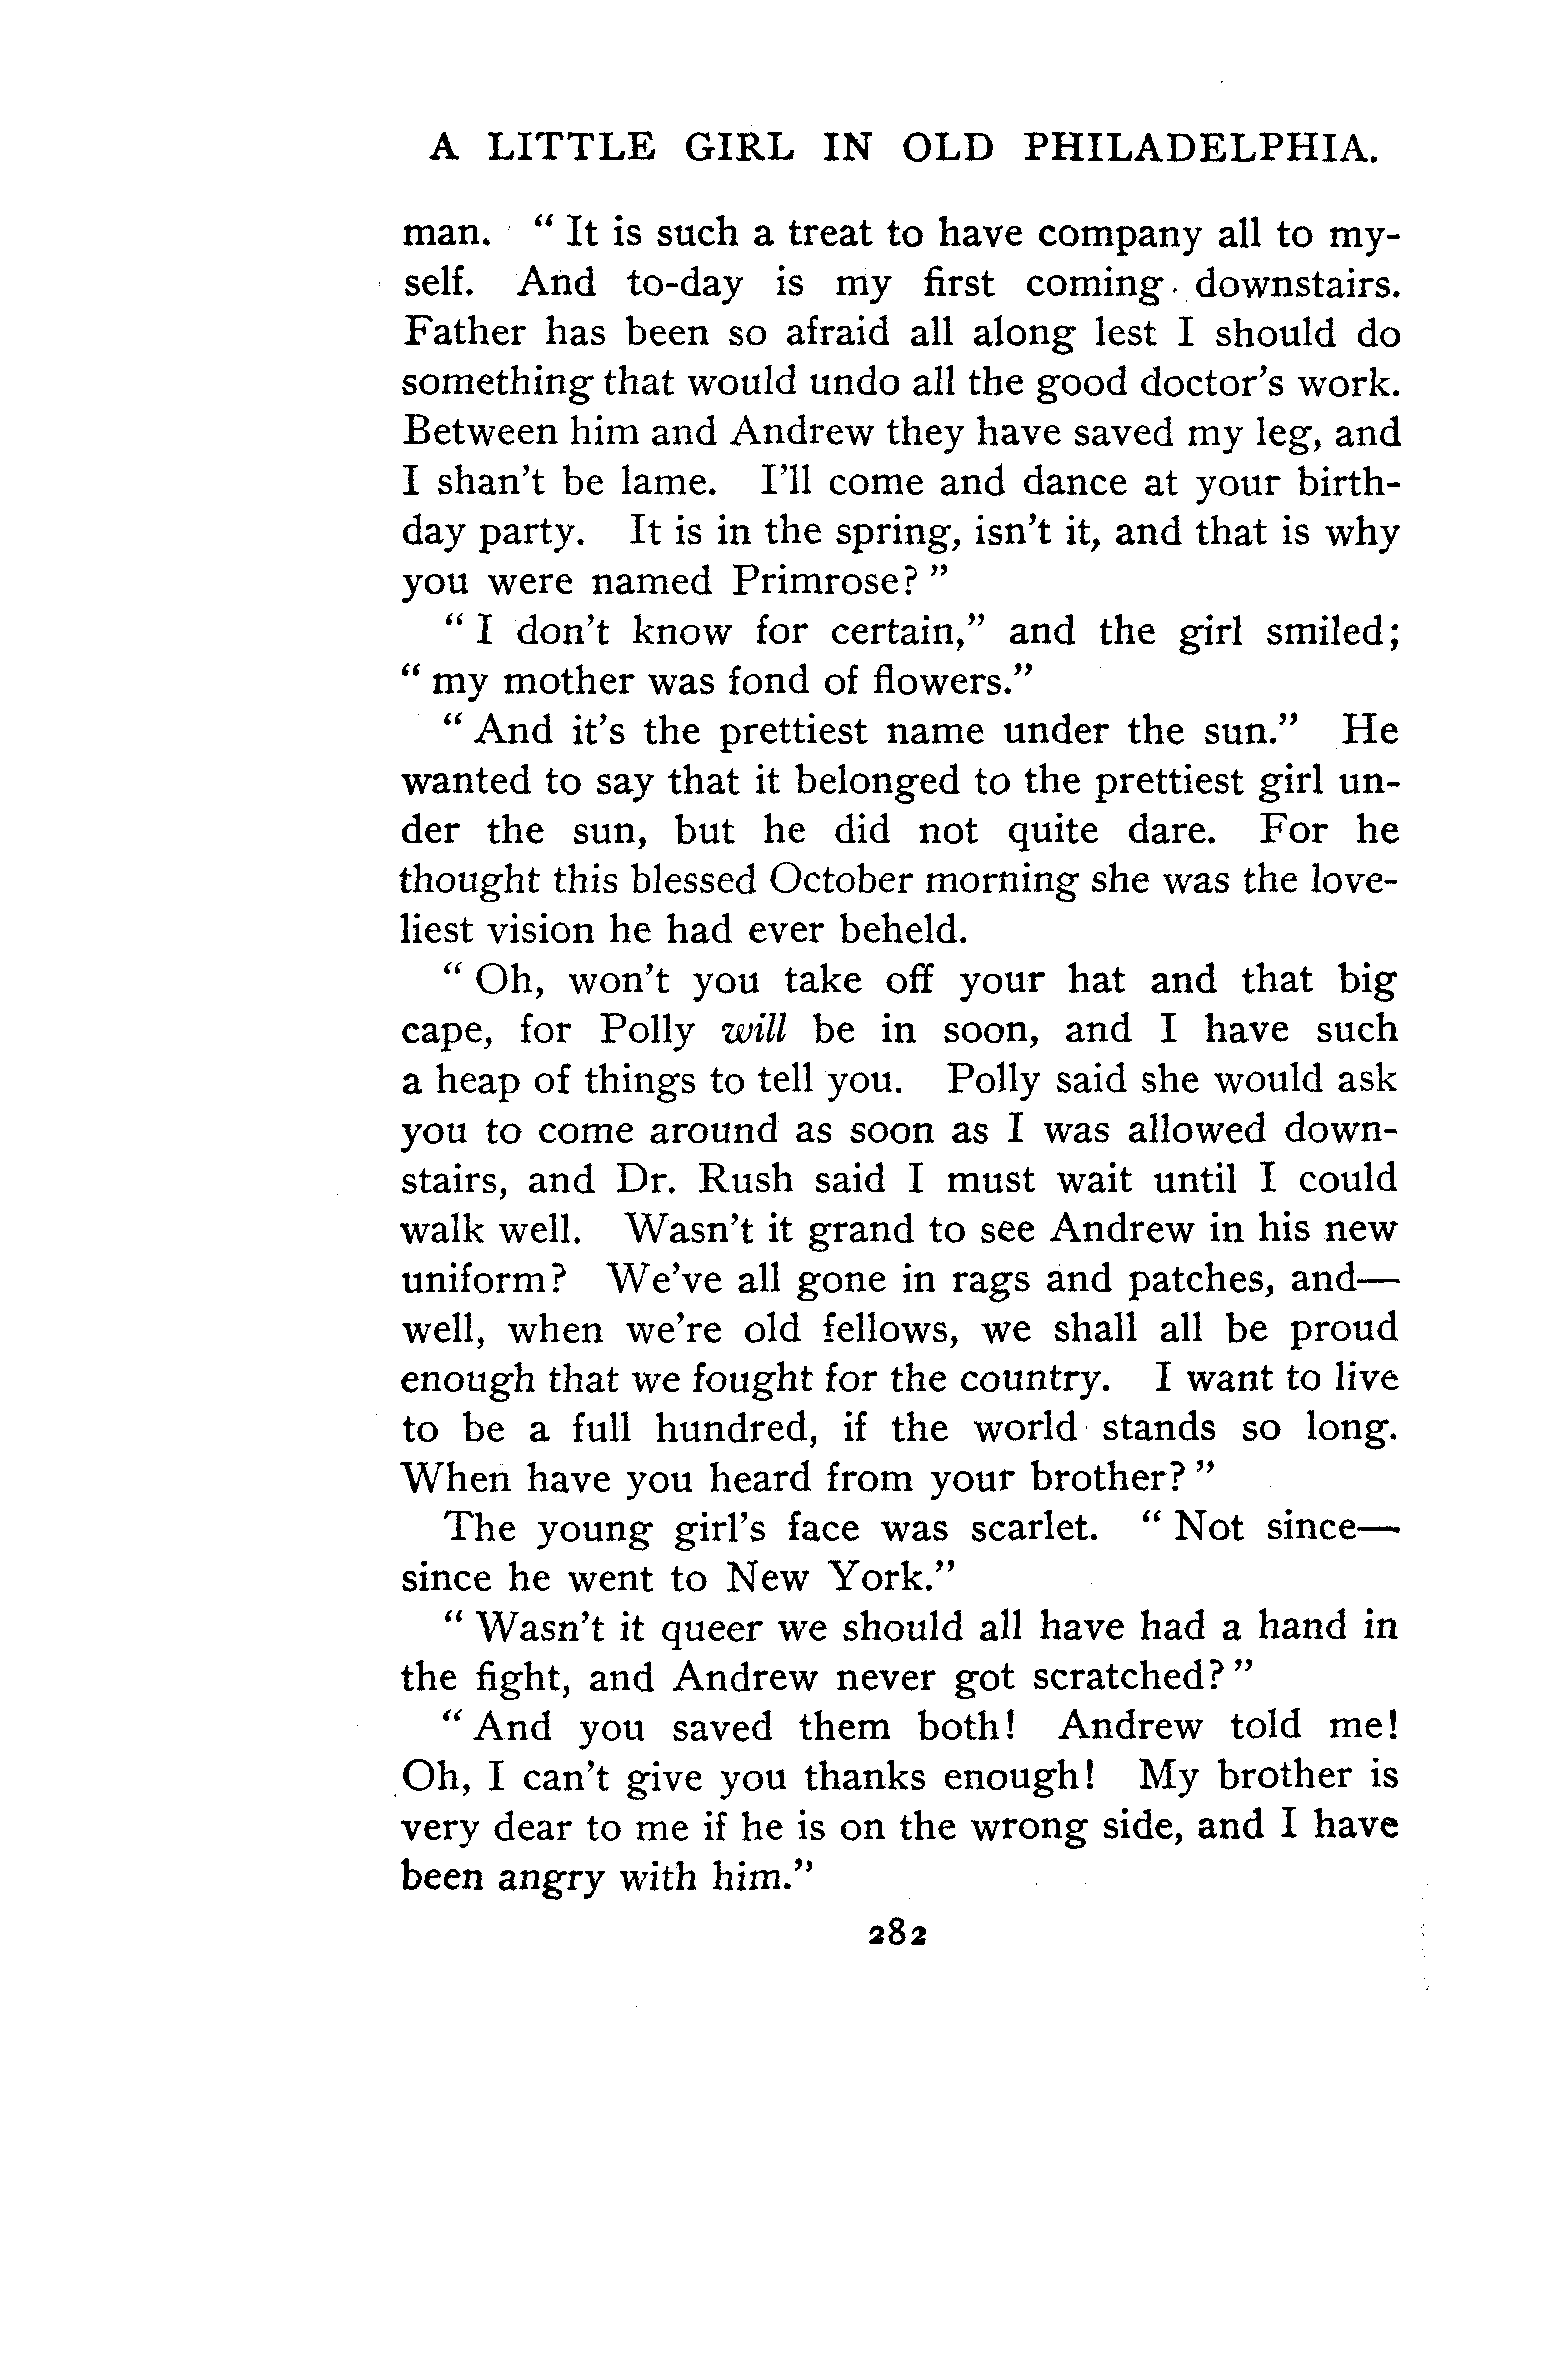 A LITTLE GIRL IN OLD PHILADELPHIA.
man. " It is such a treat to have company all to my-
self. And to-day is my first coming downstairs.
Father has been so afraid all along lest I should do
something that would undo all the good doctor's work.
Between him and Andrew they have saved my leg, and
I shan't be lame. I'll come and dance at your birth-
day party. It is in the spring, isn't it, and that is why
you were named Primrose? "
" I don't know for certain," and the girl smiled;
" my mother was fond of flowers."
" And it's the prettiest name under the sun." He
wanted to say that it belonged to the prettiest girl un-
der the sun, but he did not quite dare. For he
thought this blessed October morning she was the love-
liest vision he had ever beheld.
" Oh, won't you take off your hat and that big
cape, for Polly will be in soon, and I have such
a heap of things to tell you. Polly said she would ask
you to come around as soon as I was allowed down-
stairs, and Dr. Rush said I must wait until I could
walk well. Wasn't it grand to see Andrew in his new
uniform? We've all gone in rags and patches, and—
well, when we're old fellows, we shall all be proud
enough that we fought for the country. I want to live
to be a full hundred, if the world stands so long.
When have you heard from your brother? "
The young girl's face was scarlet. " Not since—
since he went to New York."
" Wasn't it queer we should all have had a hand in
the fight, and Andrew never got scratched? "
" And you saved them both! Andrew told me!
Oh, I can't give you thanks enough! My brother is
very dear to me if he is on the wrong side, and I have
been angry with him."
282